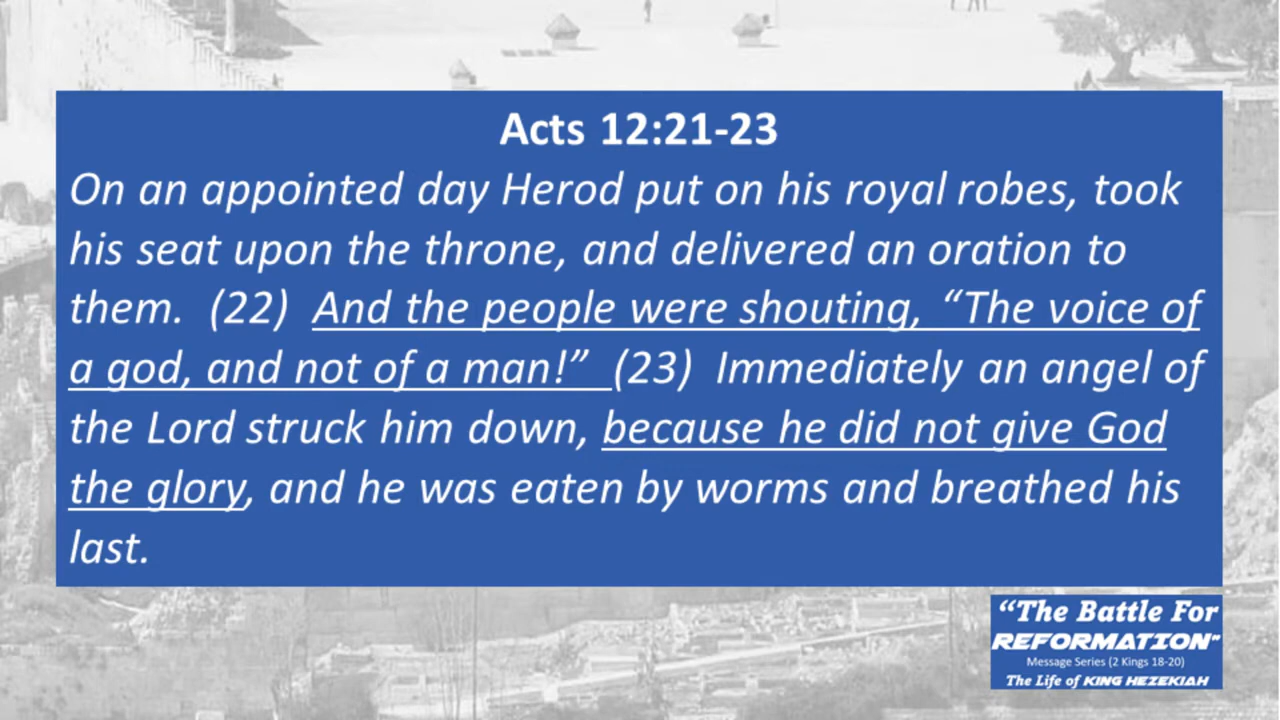 Acts 12:21-23
On an appointed day Herod put on his royal robes, took
his seat upon the throne, and delivered an oration to
them.  (22)  And the people were shouting,  “The voice of
a god, and not of a man!”  (23)  Immediately an angel of
the Lord struck him down, because he did not give God
the glory, and he was eaten by worms and breathed his
last.
“The Battle For
REFORMATION”
Message Series (2 Kings 18-20)
The Life of KING HEZEKIAH